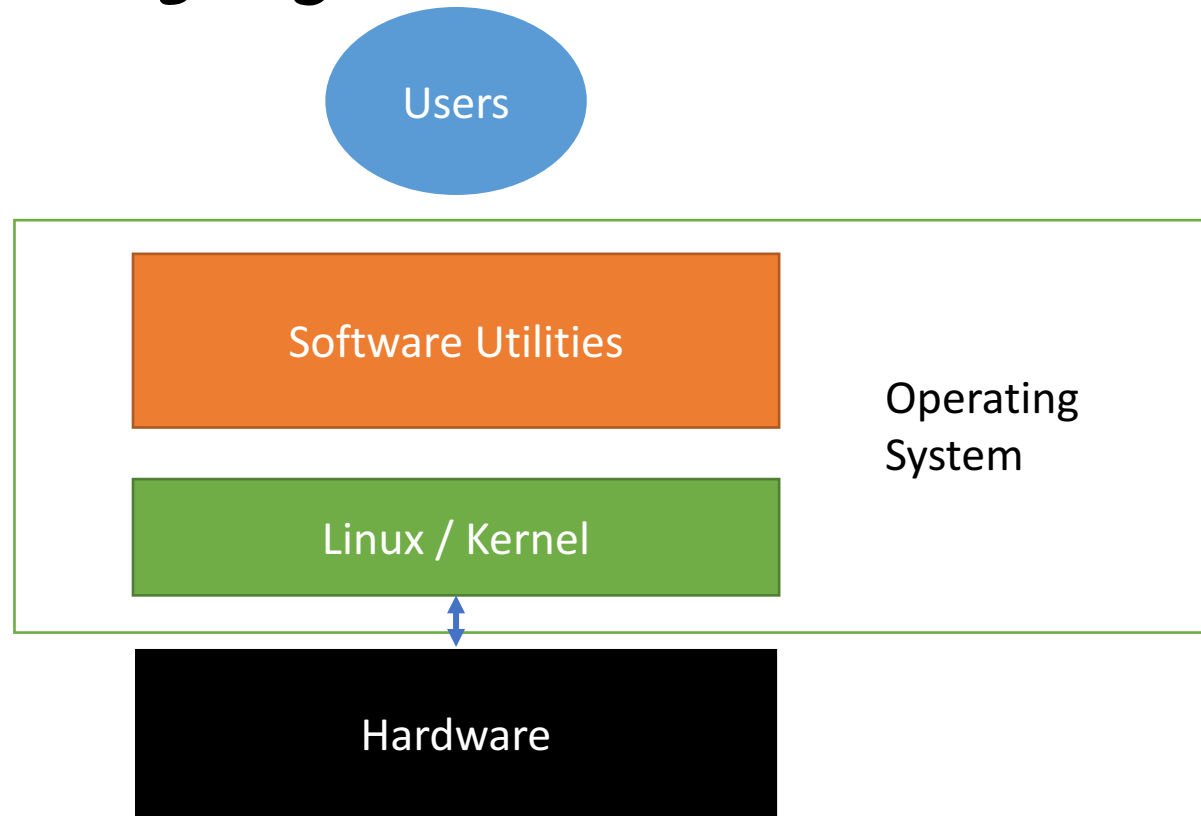 Users
Software Utilities
Operating
System
Linux / Kernel
Hardware